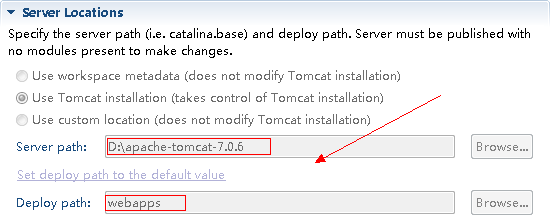 Server Locations
Specify the server path (i.e. catalina.base) and deploy path. Server must be published with
no modules present to make changes.
Use workspace metadata (does not modify Tomcat installation)
Use Tomcat installation (takes control of Tomcat installation)
Use custom location (does not modify Tomcat installation)
Server path: D:\apache-tomcat-7.0.6 Browse...
Set deploy path to the default value
Deploy path: webapps Browse...